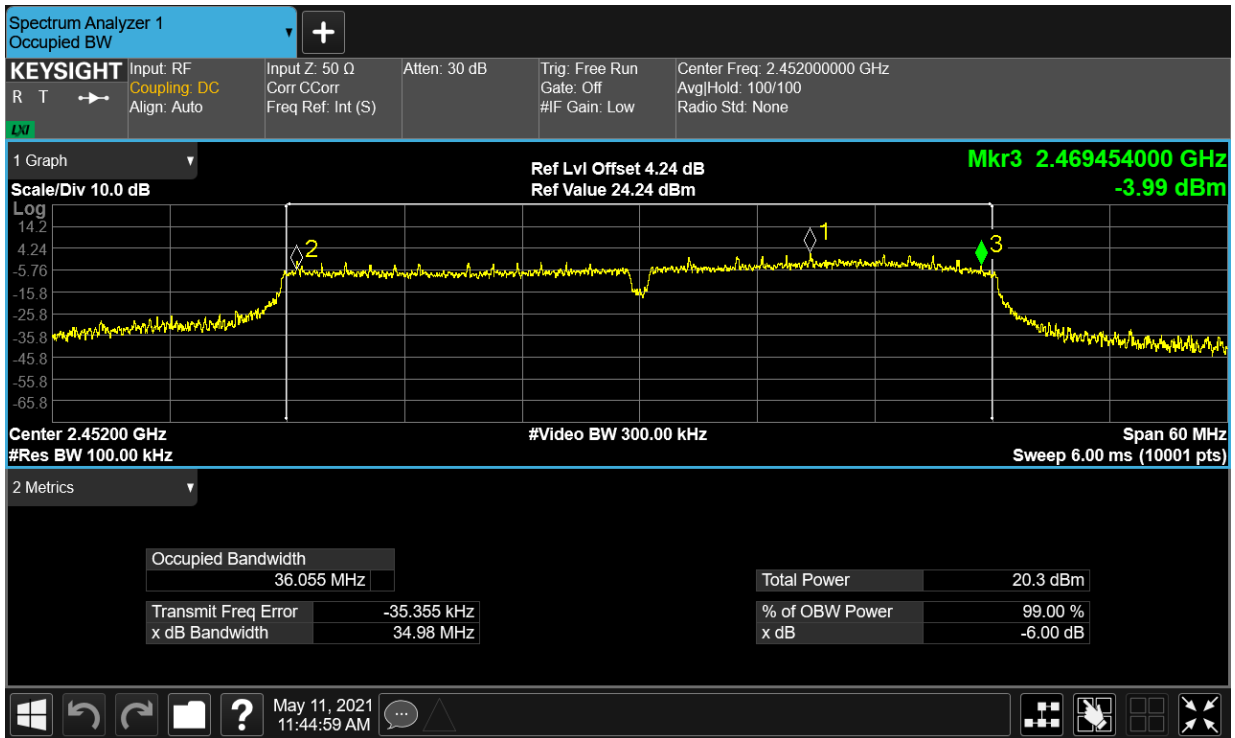 Spectrum Analyzer 1
Occupied BW
KEYSIGHT
R T
LXI
Input: RF
Coupling: DC
Align: Auto
Input Z: 50 Ω
Corr CCorr
Freq Ref: Int (S)
Atten: 30 dB
Trig: Free Run
Gate: Off
#IF Gain: Low
Center Freq: 2.452000000 GHz
Avg|Hold: 100/100
Radio Std: None
1 Graph
Scale/Div 10.0 dB
Ref Lvl Offset 4.24 dB
Ref Value 24.24 dBm
Mkr3 2.469454000 GHz
-3.99 dBm
Log
14.2
4.24
-5.76
-15.8
-25.8
-35.8
-45.8
-55.8
-65.8
2
1
3
Center 2.45200 GHz
#Video BW 300.00 kHz
Span 60 MHz
#Res BW 100.00 kHz
Sweep 6.00 ms (10001 pts)
2 Metrics
Occupied Bandwidth
36.055 MHz
Transmit Freq Error -35.355 kHz
x dB Bandwidth 34.98 MHz
Total Power 20.3 dBm
% of OBW Power 99.00 %
x dB -6.00 dB
?
May 11, 2021
11:44:59 AM